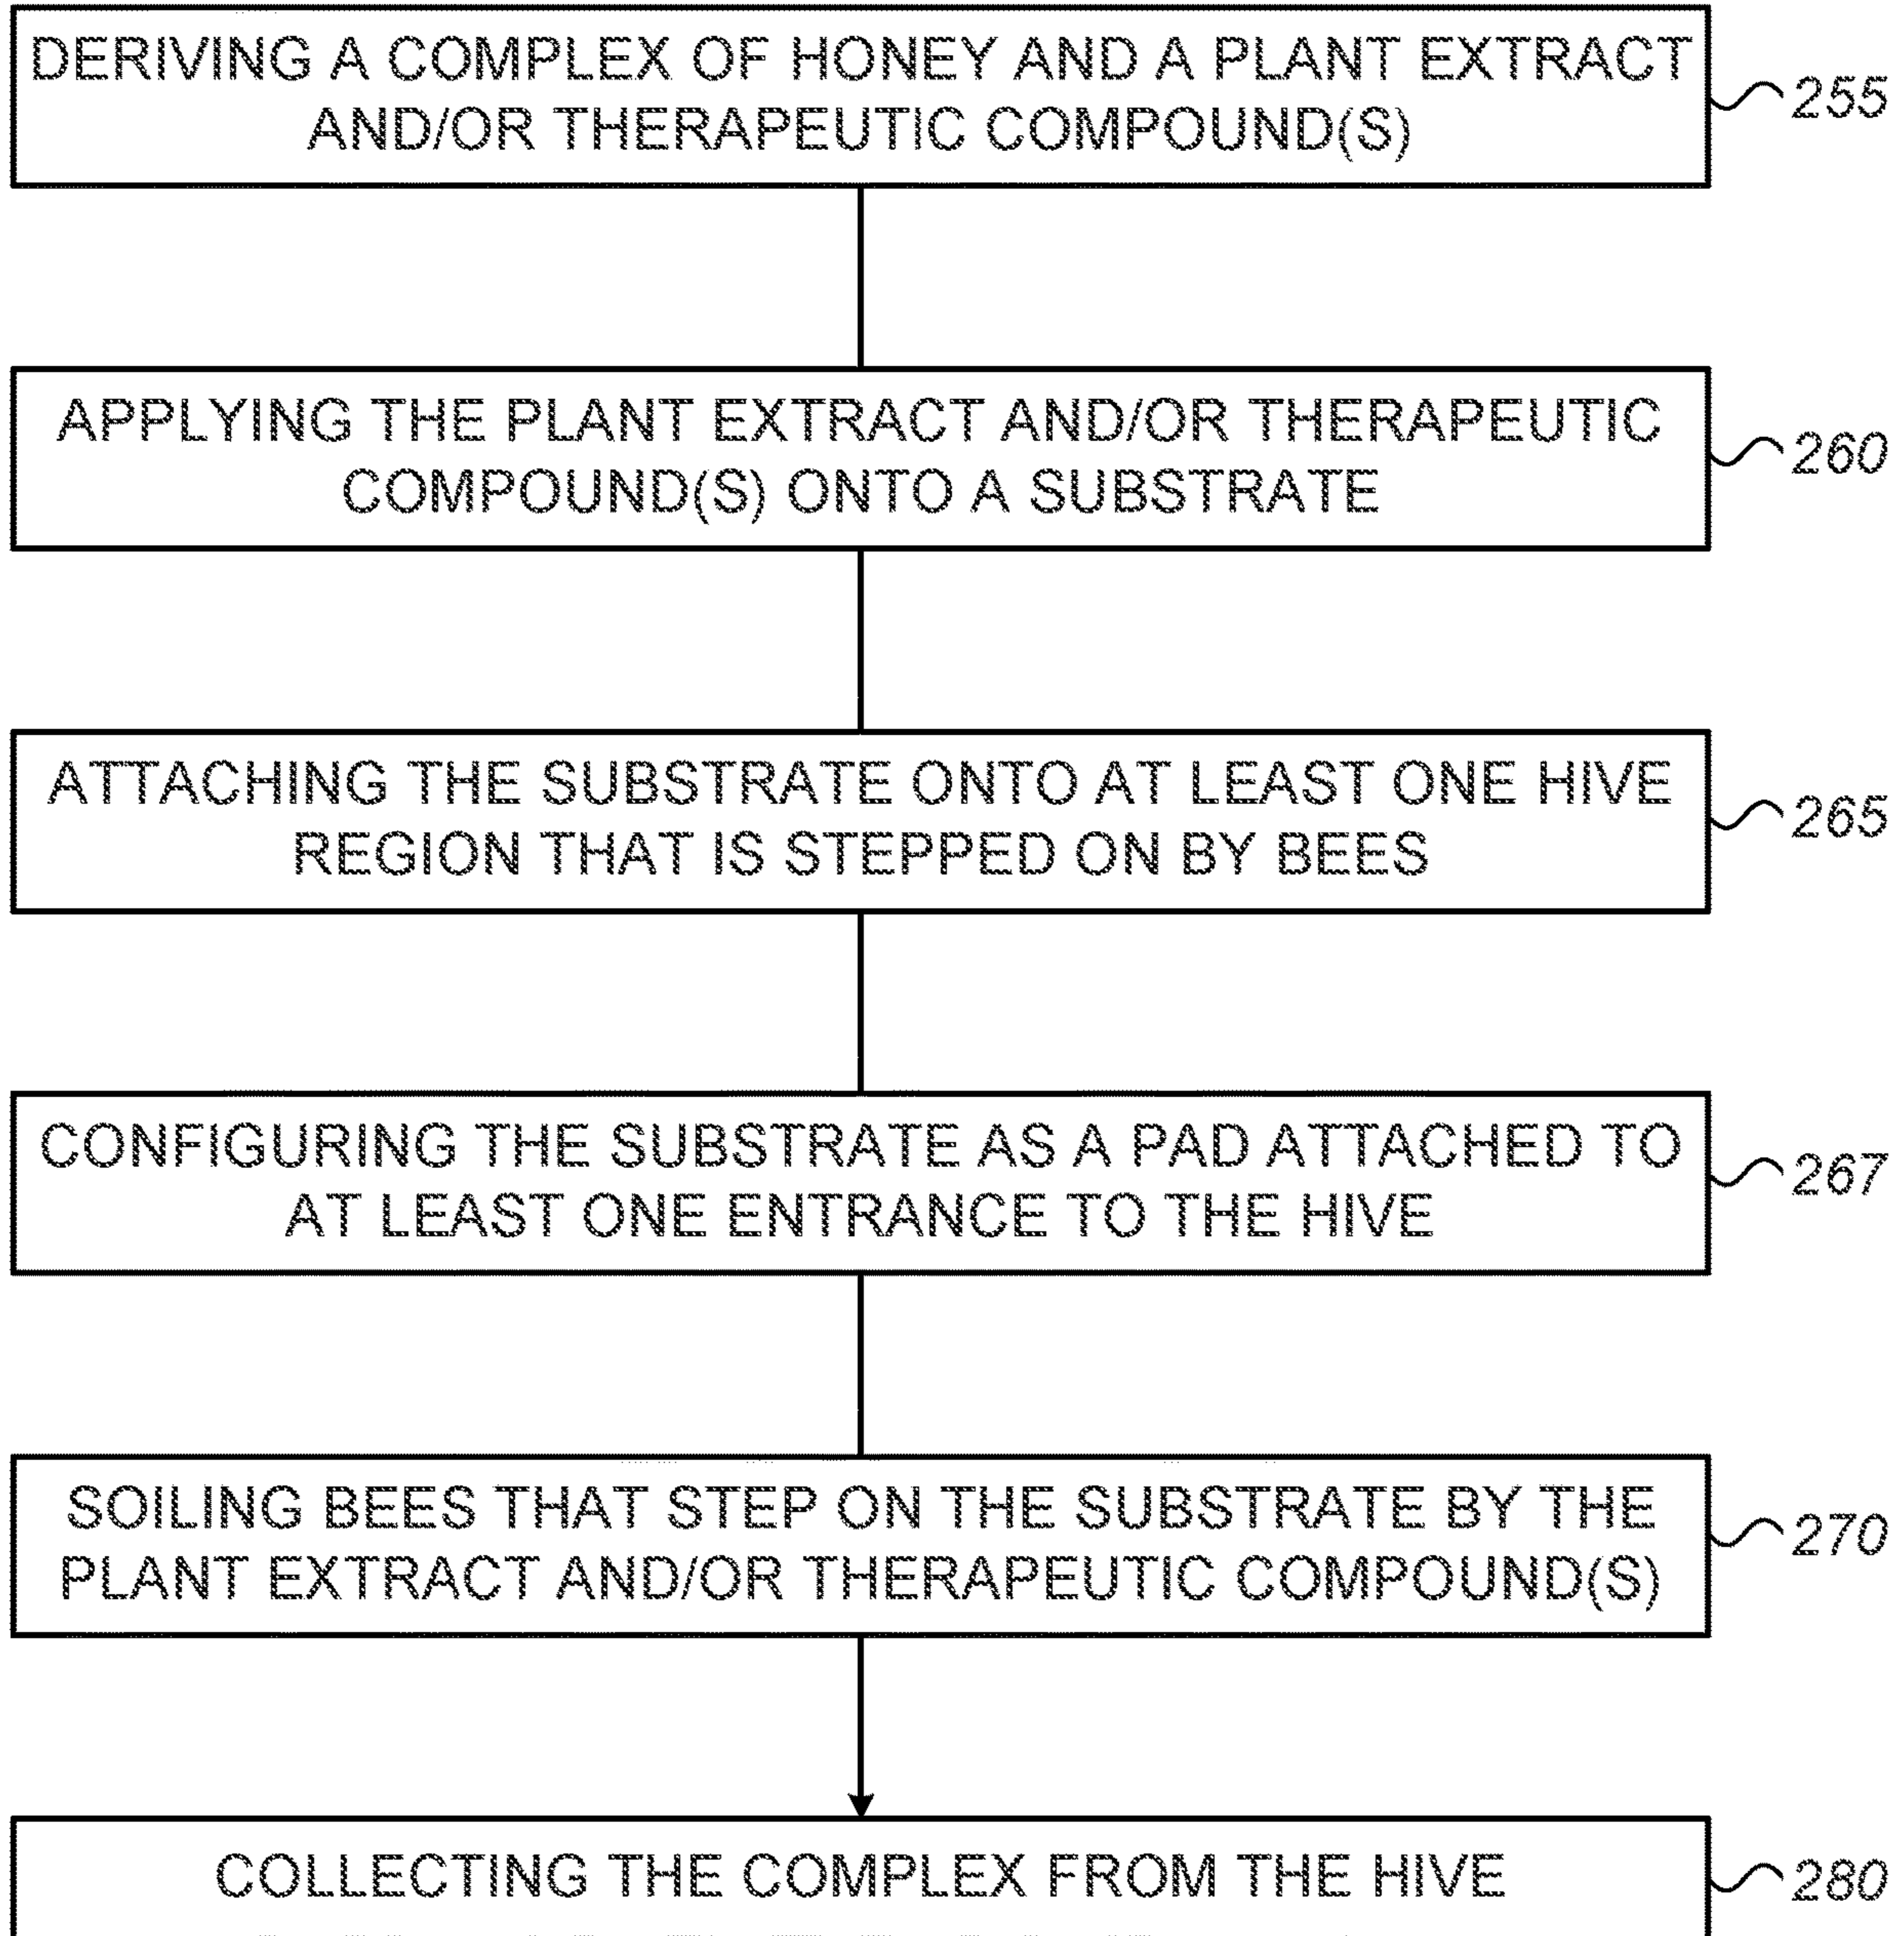 DERIVING A COMPLEX OF HONEY AND A PLANT EXTRACT
AND/OR THERAPEUTIC COMPOUND(S)
255
APPLYING THE PLANT EXTRACT AND/OR THERAPEUTIC
COMPOUND(S) ONTO A SUBSTRATE
260
ATTACHING THE SUBSTRATE ONTO AT LEAST ONE HIVE
REGION THAT IS STEPPED ON BY BEES
265
CONFIGURING THE SUBSTRATE AS A PAD ATTACHED TO
AT LEAST ONE ENTRANCE TO THE HIVE
267
SOILING BEES THAT STEP ON THE SUBSTRATE BY THE
PLANT EXTRACT AND/OR THERAPEUTIC COMPOUND(S)
270
COLLECTING THE COMPLEX FROM THE HIVE
280